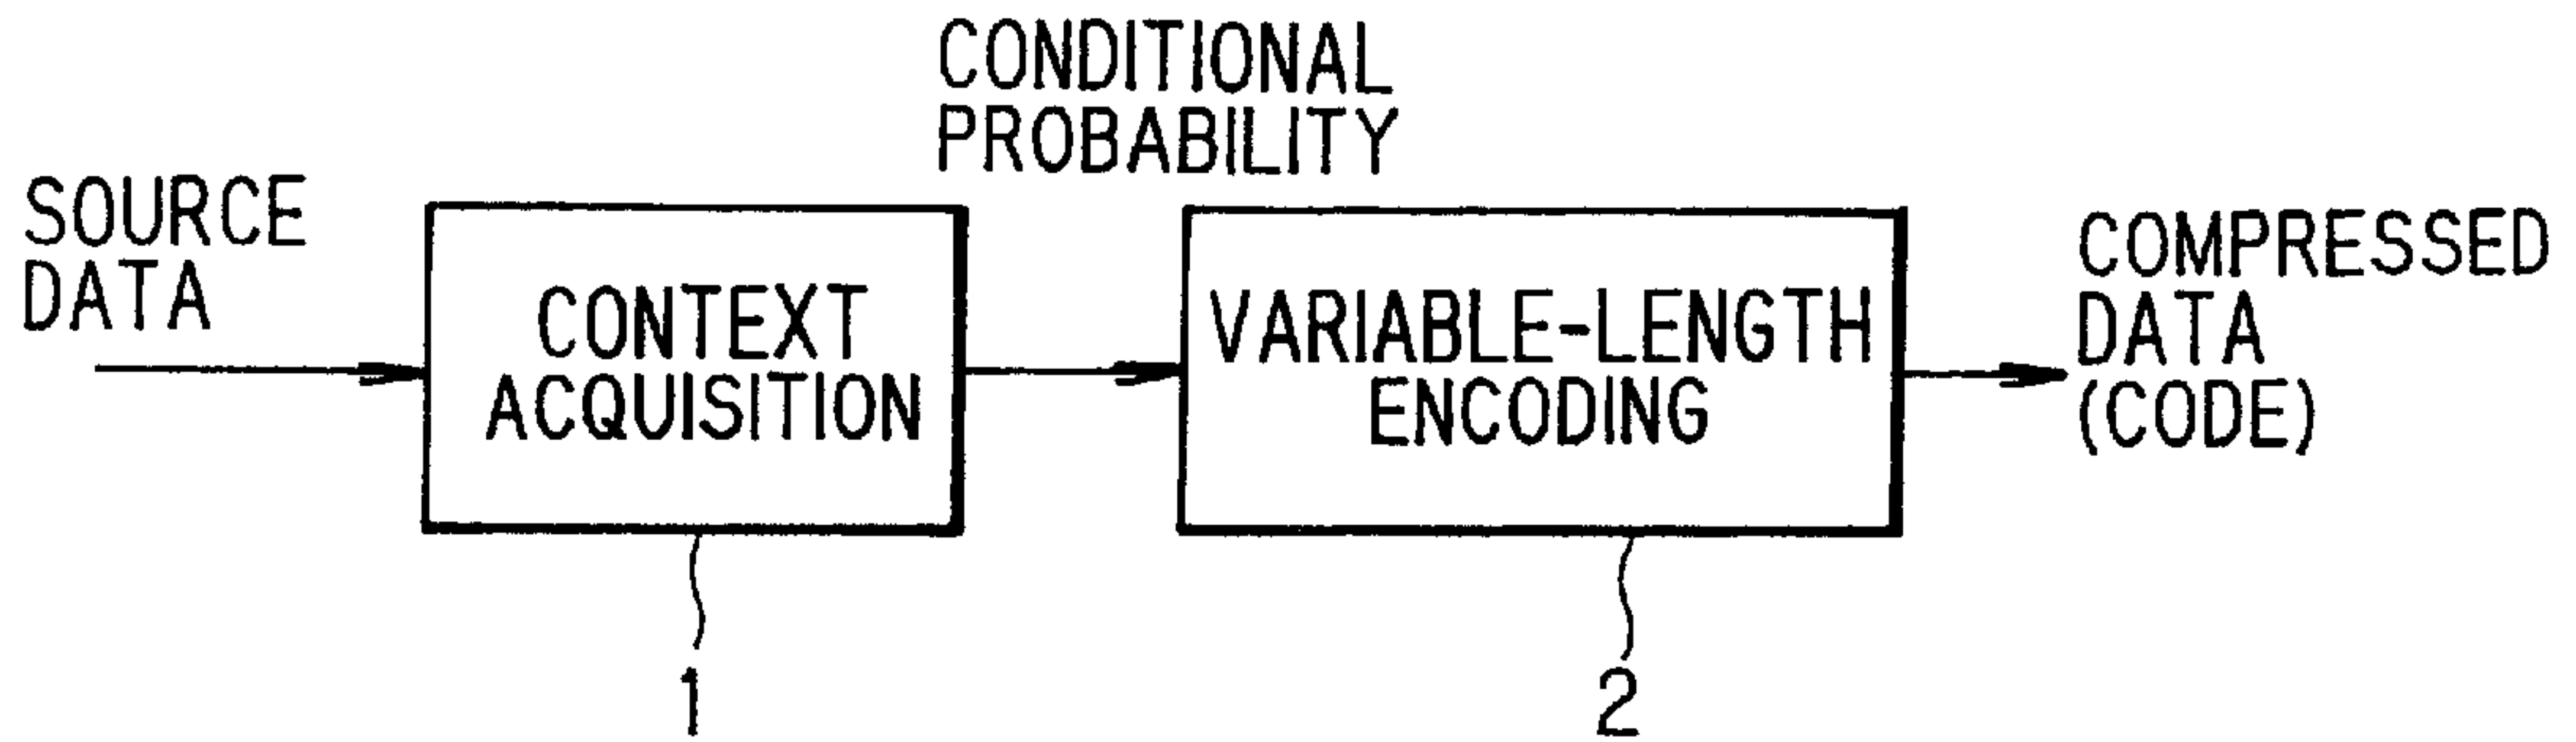 CONDITIONAL
PROBABILITY
SOURCE
DATA
CONTEXT
ACQUISITION
VARIABLE-LENGTH
ENCODING
COMPRESSED
DATA
(CODE)
1
2